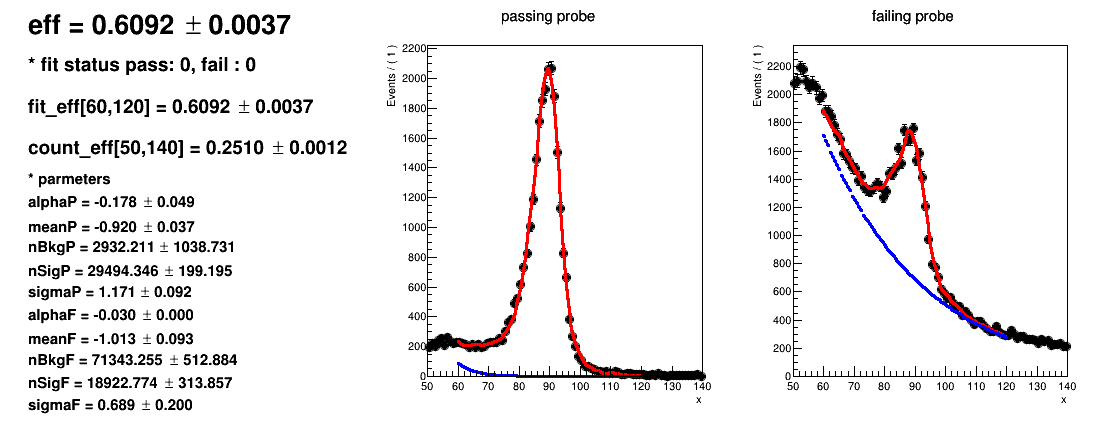 eff = 0.6092 ± 0.0037
* fit status pass: 0, fail : 0
fit_eff[60,120] = 0.6092 ± 0.0037
count_eff[50,140] = 0.2510 ± 0.0012
* parmeters
alphaP = -0.178 ± 0.049
meanP = -0.920 ± 0.037
nBkgP = 2932.211 ± 1038.731
nSigP = 29494.346 ± 199.195
sigmaP = 1.171 ± 0.092
alphaF = -0.030 ± 0.000
meanF = -1.013 ± 0.093
nBkgF = 71343.255 ± 512.884
nSigF = 18922.774 ± 313.857
sigmaF = 0.689 ± 0.200
passing probe
Events / ( 1 )
2200
2000
1800
1600
1400
1200
1000
800
600
400
200
0
50 60 70 80 90 100 110 120 130 140
x
failing probe
Events / ( 1 )
2200
2000
1800
1600
1400
1200
1000
800
600
400
200
0
50 60 70 80 90 100 110 120 130 140
x